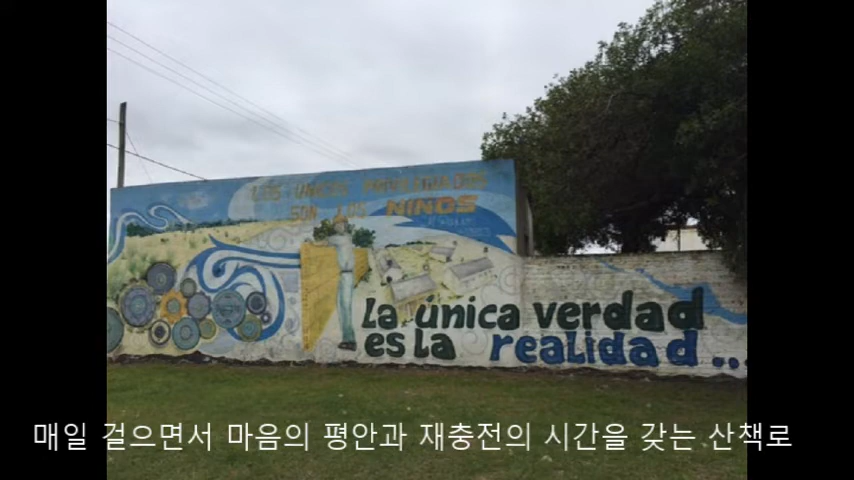 LOS UNICOS PRIVILEGIADOS
SON LOS NIÑOS
La única verdad
es la realidad...
매일 걸으면서 마음의 평안과 재충전의 시간을 갖는 산책로